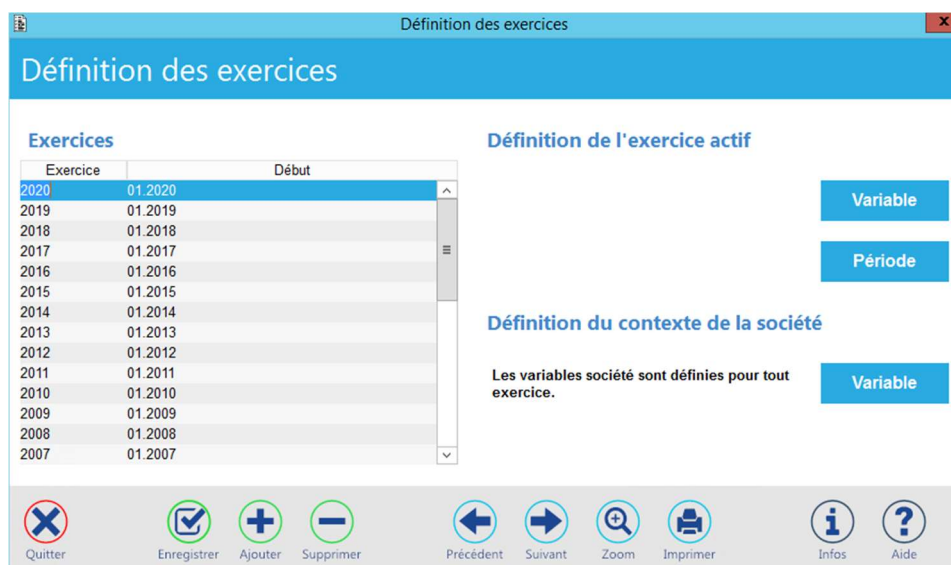 Définition des exercices
x
Définition des exercices
Exercices
Exercice Début
2020 01.2020
2019 01.2019
2018 01.2018
2017 01.2017
2016 01.2016
2015 01.2015
2014 01.2014
2013 01.2013
2012 01.2012
2011 01.2011
2010 01.2010
2009 01.2009
2008 01.2008
2007 01.2007
Définition de l'exercice actif
Variable
Période
Définition du contexte de la société
Les variables société sont définies pour tout
exercice.
Variable
Quitter Enregistrer Ajouter Supprimer Précédent Suivant Zoom Imprimer Infos Aide